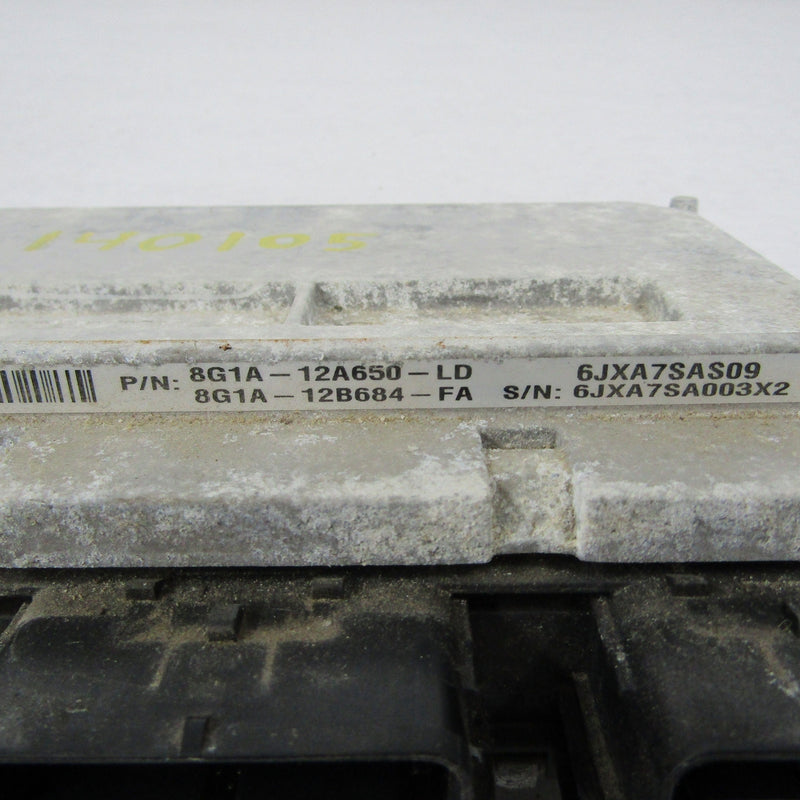 140105
P/N: 8G1A-12A650-LD 6JXA7SAS09
8G1A-12B684-FA S/N: 6JXA7SA003X2